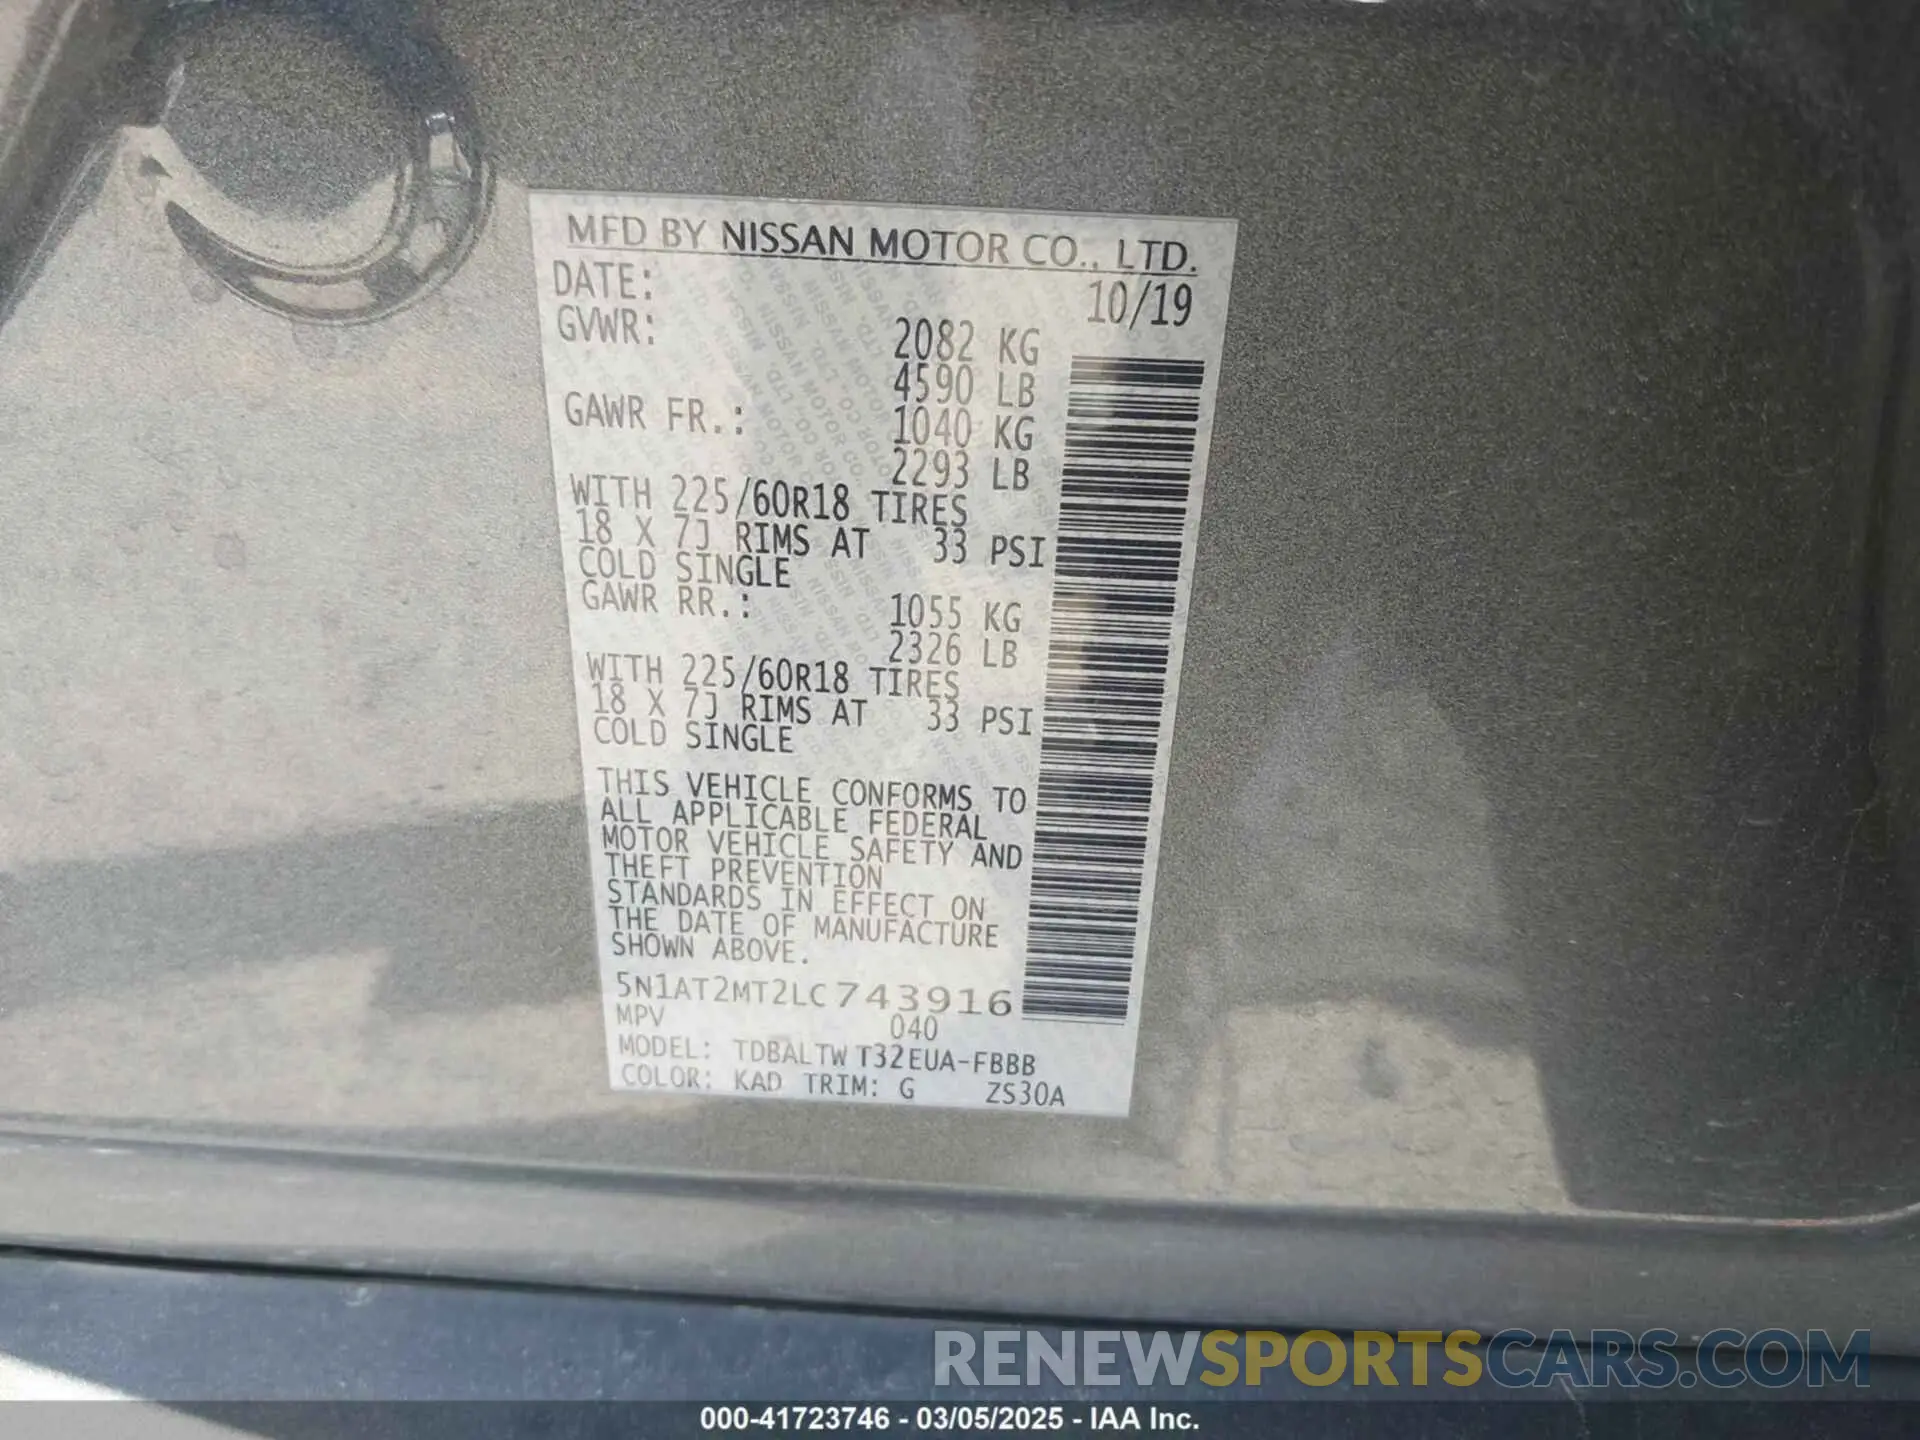 MFD BY NISSAN MOTOR CO., LTD.
DATE: 10/19
GVWR: 2082 KG
4590 LB
GAWR FR.: 1040 KG
2293 LB
WITH 225/60R18 TIRES
18 X 7J RIMS AT 33 PSI
COLD SINGLE
GAWR RR.: 1055 KG
2326 LB
WITH 225/60R18 TIRES
18 X 7J RIMS AT 33 PSI
COLD SINGLE
THIS VEHICLE CONFORMS TO
ALL APPLICABLE FEDERAL
MOTOR VEHICLE SAFETY AND
THEFT PREVENTION
STANDARDS IN EFFECT ON
THE DATE OF MANUFACTURE
SHOWN ABOVE.
5N1AT2MT2LC743916
MPV 040
MODEL: TDBALTW T32EUA-FBBB
COLOR: KAD TRIM: G ZS30A
RENEWSPORTSCARS.COM
000-41723746 - 03/05/2025 - IAA Inc.